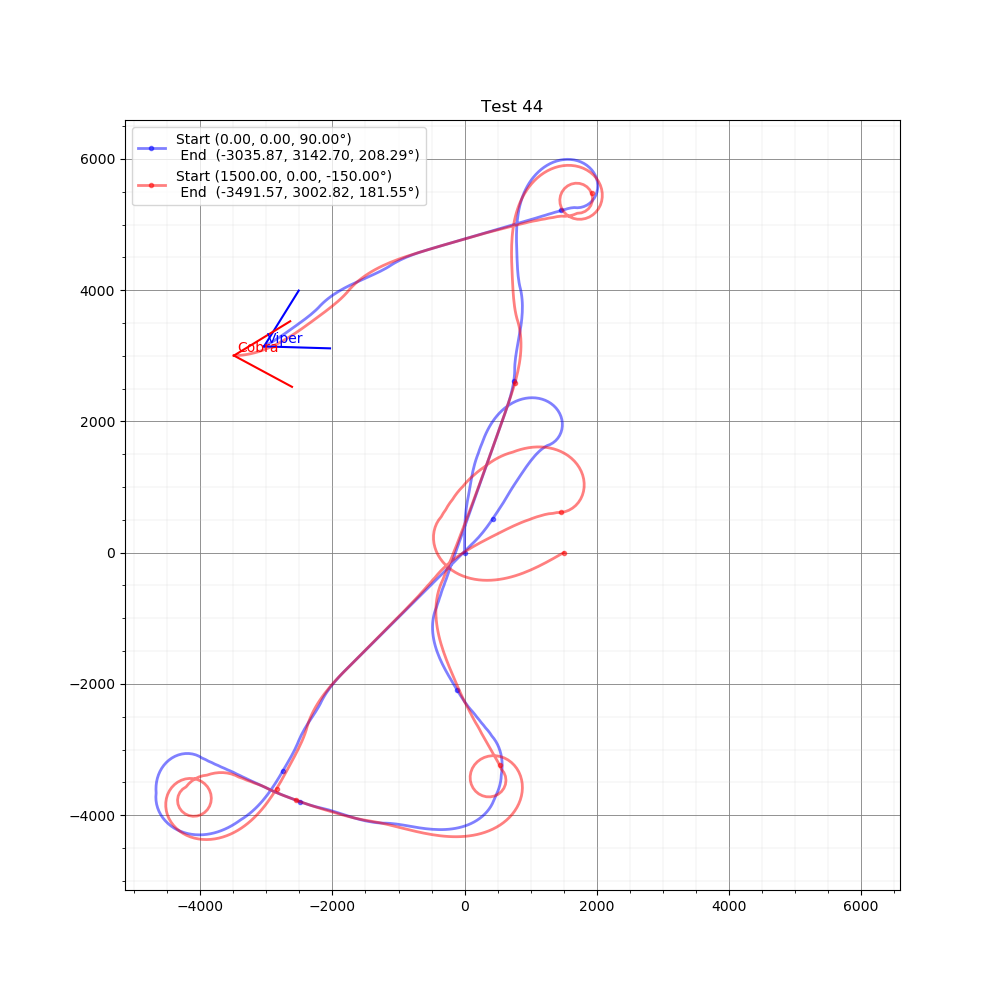 Test 44
Start (0.00, 0.00, 90.00°)
End (-3035.87, 3142.70, 208.29°)
Start (1500.00, 0.00, -150.00°)
End (-3491.57, 3002.82, 181.55°)
6000
4000
Viper
Cobra
2000
0
−2000
−4000
−4000 −2000 0 2000 4000 6000